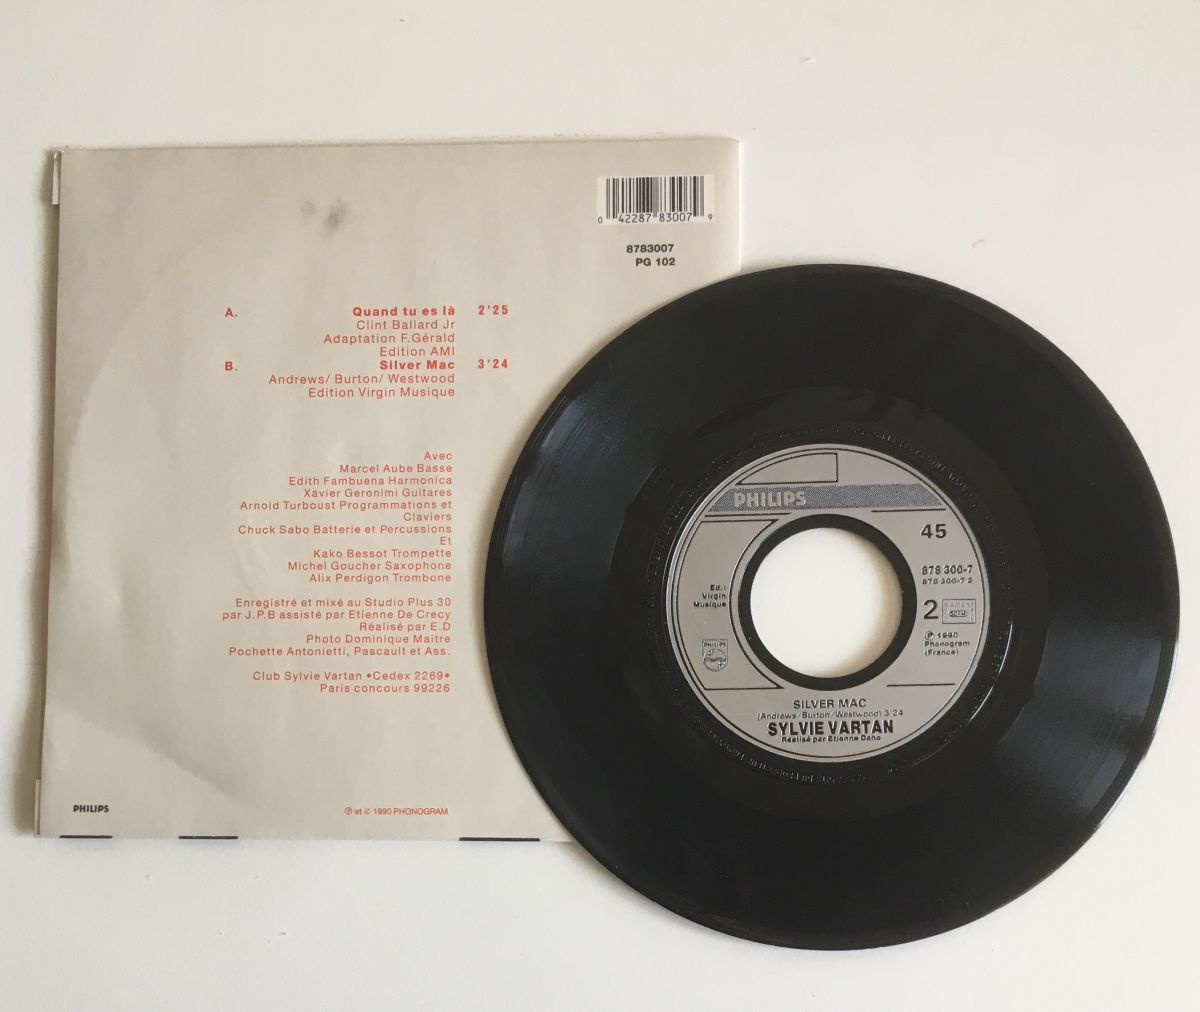 0 42287 83007 9
8783007
PG 102
A. Quand tu es là 2'25
Clint Ballard Jr
Adaptation F.Gérald
Edition AMI
B. Silver Mac 3'24
Andrews/ Burton/ Westwood
Edition Virgin Musique
Avec
Marcel Aube Basse
Edith Fambuena Harmonica
Xavier Geronimi Guitares
Arnold Turboust Programmations et
Claviers
Chuck Sabo Batterie et Percussions
Et
Kako Bessot Trompette
Michel Goucher Saxophone
Alix Perdigon Trombone
Enregistré et mixé au Studio Plus 30
par J.P.B assisté par Etienne De Crecy
Réalisé par E.D
Photo Dominique Maitre
Pochette Antonietti, Pascault et Ass.
Club Sylvie Vartan •Cedex 2269•
Paris concours 99226
PHILIPS
℗ et © 1990 PHONOGRAM
PHILIPS
45
878 300-7
878 300-7 2
Ed.:
Virgin
Musique
2
℗ 1990
Phonogram
(France)
PHILIPS
SILVER MAC
(Andrews/Burton/Westwood) 3'24
SYLVIE VARTAN
Réalisé par Etienne Daho